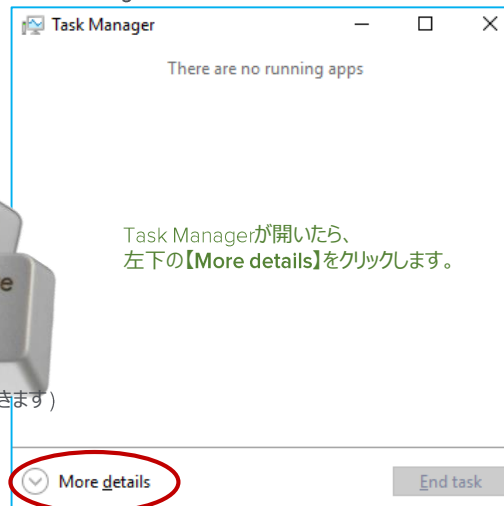 Task Manager
There are no running apps
Task Managerが開いたら、
左下の【More details】をクリックします。
e
きます)
More details
End task